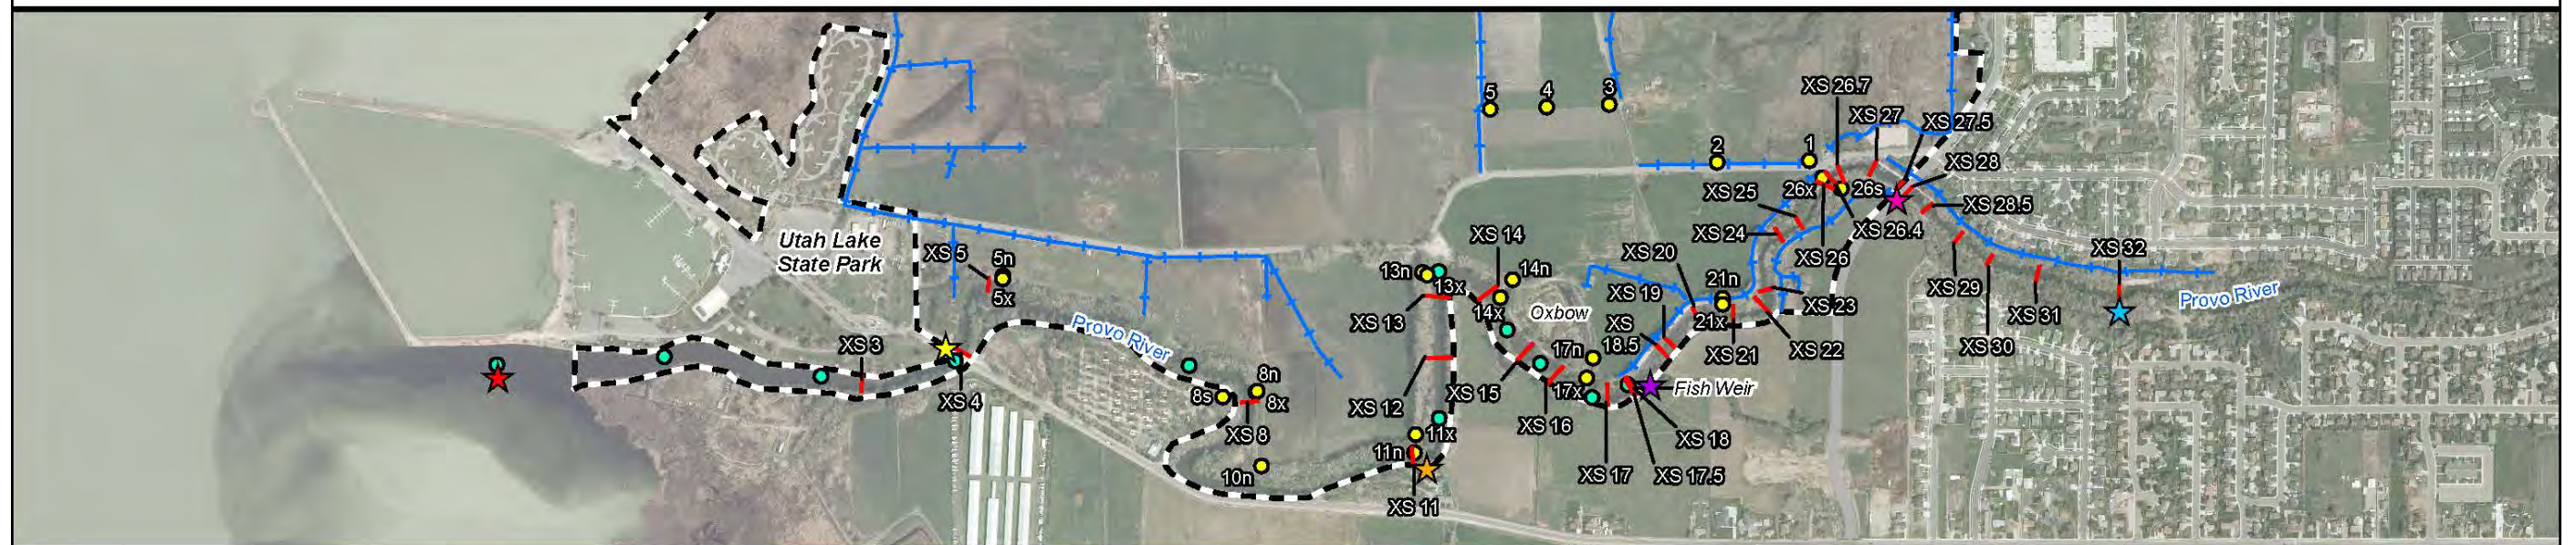 XS 26.7
5
4
3
XS 27
XS 27.5
2
1
XS 28
XS 25
26x
26s
XS 28.5
XS 24
XS 26.4
Utah Lake
State Park
XS 5
5n
5x
XS 14
XS 20
XS 26
XS 32
13n
13x
14n
21n
XS 29
Provo River
XS 19
14x
Oxbow
XS 23
XS 13
Provo River
XS
18.5
21x
XS 31
XS 3
17n
XS 21
XS 22
XS 30
8n
XS 15
17x
Fish Weir
XS 4
8s
8x
XS 12
XS 8
11x
XS 16
XS 18
11n
10n
XS 17
XS 17.5
XS 11